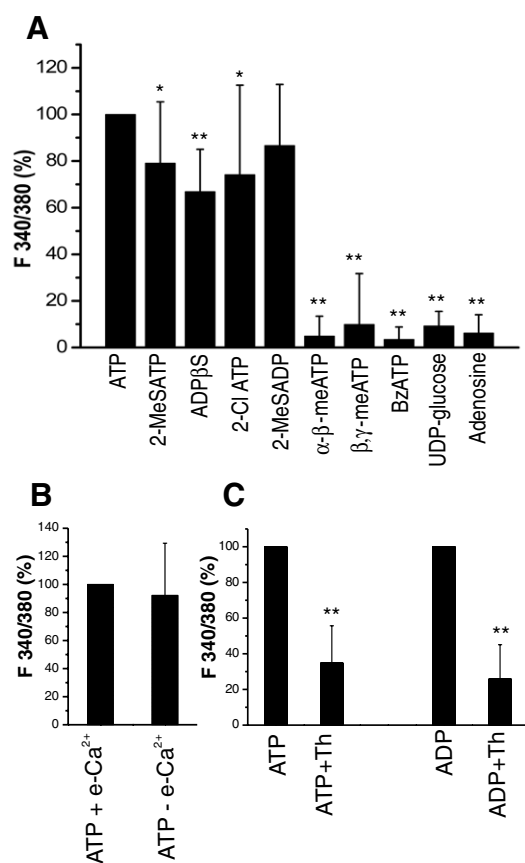 A
F 340/380 (%)
120
100
80
60
40
20
0
*
**
*
**
**
**
**
**
ATP
2-MeSATP
ADPβS
2-Cl ATP
2-MeSADP
α-β-meATP
β,γ-meATP
BzATP
UDP-glucose
Adenosine
B
F 340/380 (%)
140
120
100
80
60
40
20
0
ATP + e-Ca²⁺
ATP - e-Ca²⁺
C
F 340/380 (%)
100
80
60
40
20
0
**
**
ATP
ATP+Th
ADP
ADP+Th